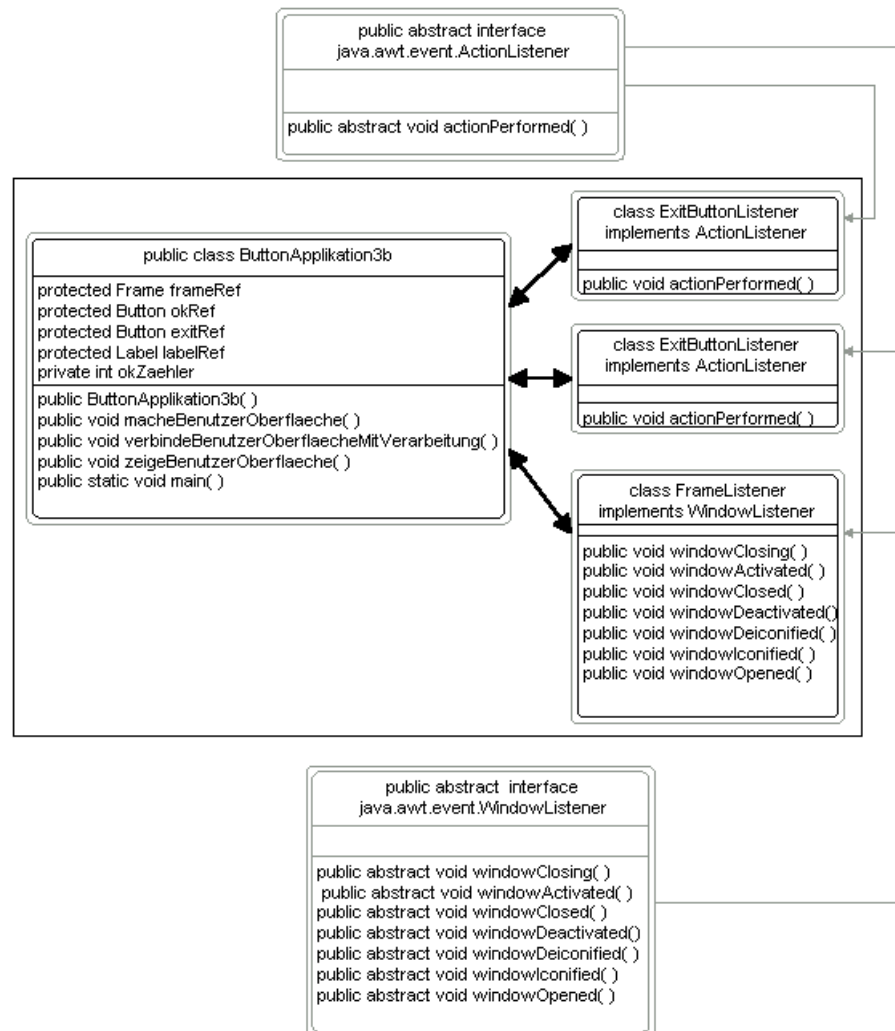 public abstract interface
java.awt.event.ActionListener
public abstract void actionPerformed( )
public class ButtonApplikation3b
protected Frame frameRef
protected Button okRef
protected Button exitRef
protected Label labelRef
private int okZaehler
public ButtonApplikation3b( )
public void macheBenutzerOberflaeche( )
public void verbindeBenutzerOberflaecheMitVerarbeitung( )
public void zeigeBenutzerOberflaeche( )
public static void main( )
class ExitButtonListener
implements ActionListener
public void actionPerformed( )
class ExitButtonListener
implements ActionListener
public void actionPerformed( )
class FrameListener
implements WindowListener
public void windowClosing( )
public void windowActivated( )
public void windowClosed( )
public void windowDeactivated()
public void windowDeiconified( )
public void windowIconified( )
public void windowOpened( )
public abstract  interface
java.awt.event.WindowListener
public abstract void windowClosing( )
public abstract void windowActivated( )
public abstract void windowClosed( )
public abstract void windowDeactivated()
public abstract void windowDeiconified( )
public abstract void windowIconified( )
public abstract void windowOpened( )